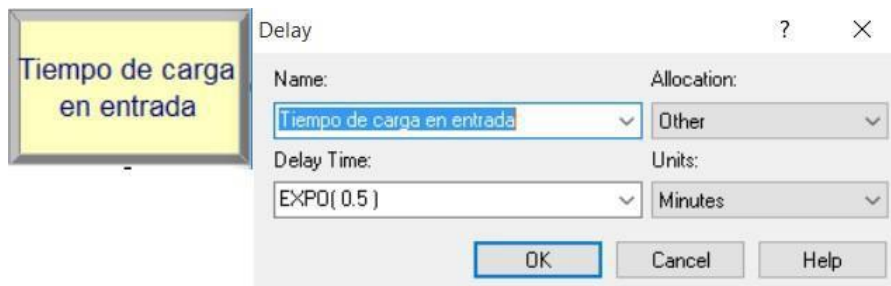 Tiempo de carga
en entrada
Delay ? ×
Name: Allocation:
Tiempo de carga en entrada Other
Delay Time: Units:
EXPO( 0.5 ) Minutes
OK Cancel Help